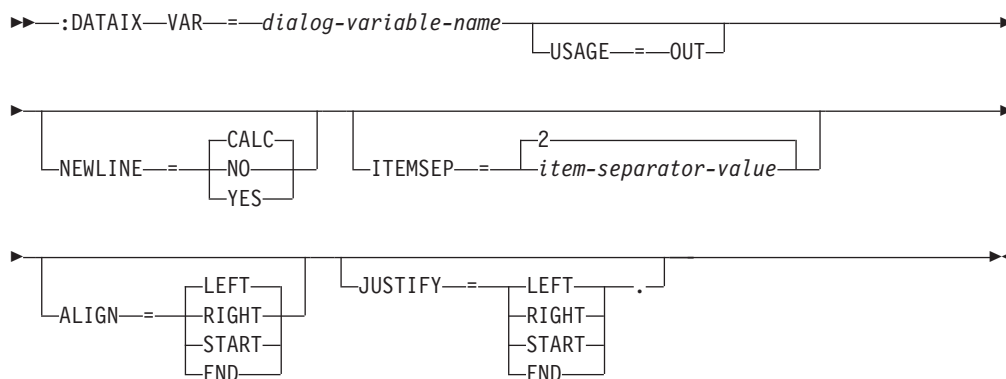 :DATAIX VAR = dialog-variable-name
USAGE = OUT
CALC
NEWLINE = NO
YES
2
ITEMSEP = item-separator-value
LEFT
ALIGN = RIGHT
START
END
JUSTIFY = LEFT .
RIGHT
START
END